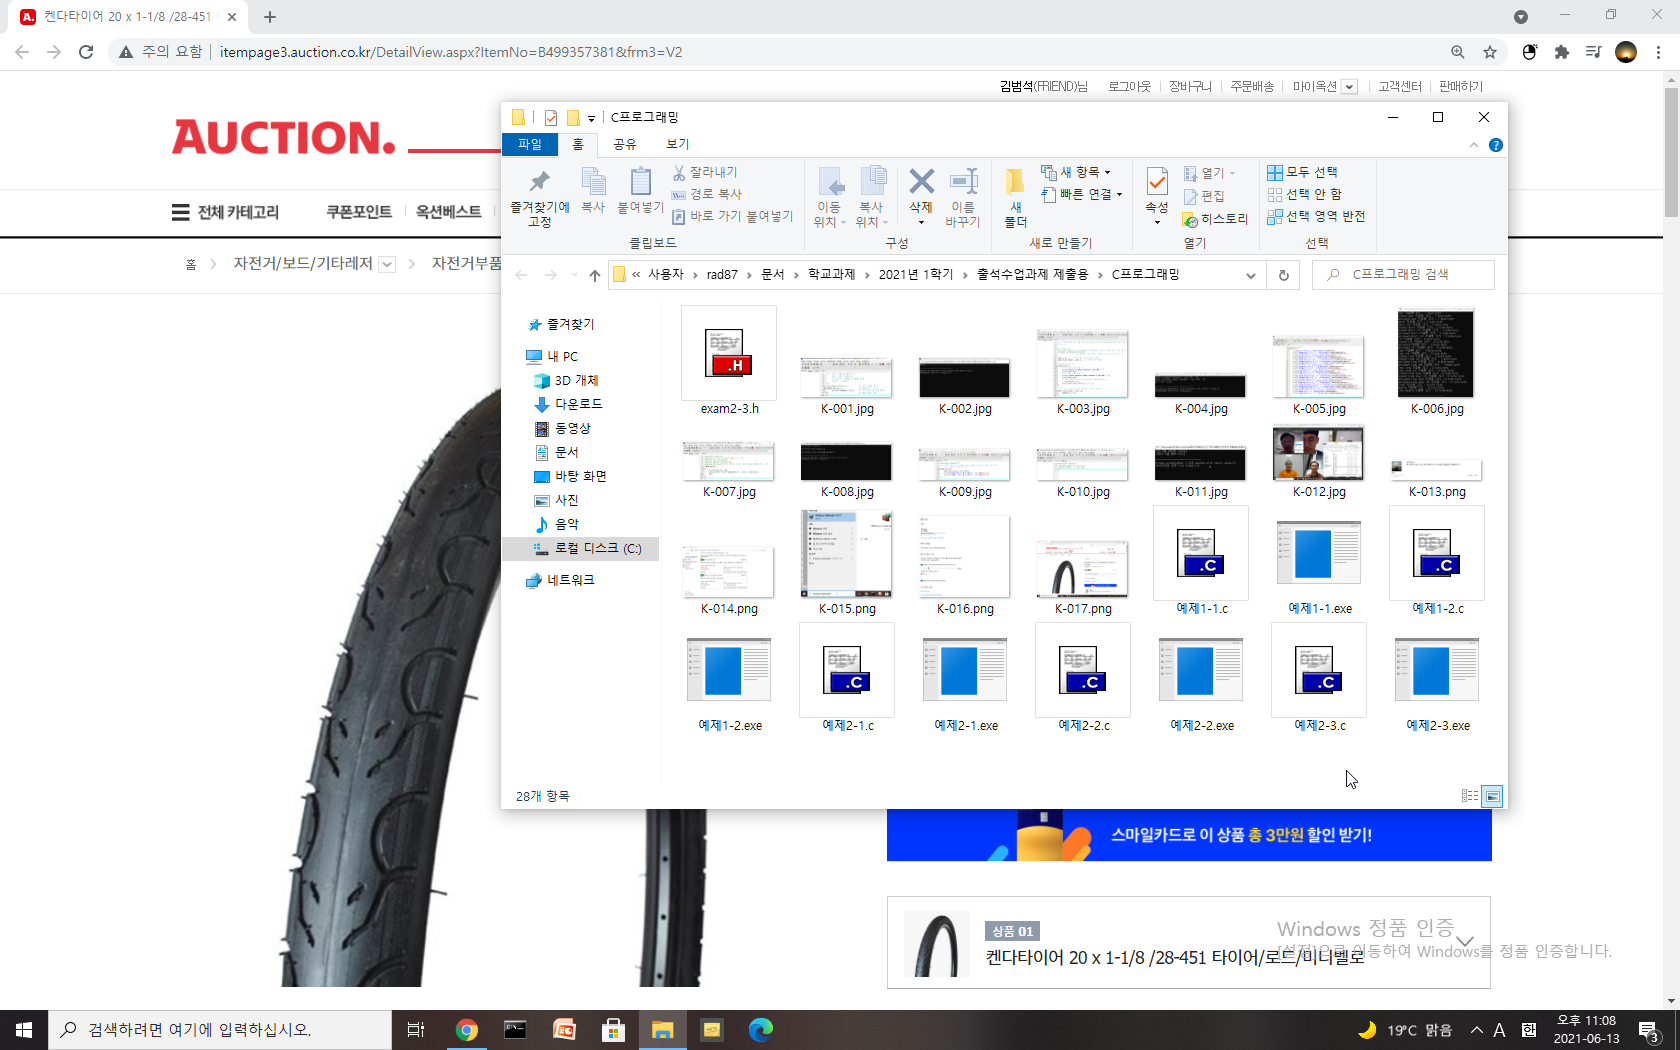 켄다타이어 20 x 1-1/8 /28-451
주의 요함
itempage3.auction.co.kr/DetailView.aspx?ItemNo=B499357381&frm3=V2
김범석(FRIEND)님 로그아웃 장바구니 주문배송 마이옥션 고객센터 판매하기
AUCTION.
전체 카테고리 쿠폰포인트 옥션베스트
홈 > 자전거/보드/기타레저 > 자전거부품
C프로그래밍
파일 홈 공유 보기
즐겨찾기에 고정
복사
붙여넣기
잘라내기
경로 복사
바로 가기 붙여넣기
클립보드
이동 위치
복사 위치
삭제
이름 바꾸기
구성
새 폴더
새 항목
빠른 연결
새로 만들기
속성
열기
편집
히스토리
열기
모두 선택
선택 안 함
선택 영역 반전
선택
« 사용자 > rad87 > 문서 > 학교과제 > 2021년 1학기 > 출석수업과제 제출용 > C프로그래밍
C프로그래밍 검색
즐겨찾기
내 PC
3D 개체
다운로드
동영상
문서
바탕 화면
사진
음악
로컬 디스크 (C:)
네트워크
exam2-3.h K-001.jpg K-002.jpg K-003.jpg K-004.jpg K-005.jpg K-006.jpg
K-007.jpg K-008.jpg K-009.jpg K-010.jpg K-011.jpg K-012.jpg K-013.png
K-014.png K-015.png K-016.png K-017.png 예제1-1.c 예제1-1.exe 예제1-2.c
예제1-2.exe 예제2-1.c 예제2-1.exe 예제2-2.c 예제2-2.exe 예제2-3.c 예제2-3.exe
28개 항목
스마일카드로 이 상품 총 3만원 할인 받기!
상품 01
켄다타이어 20 x 1-1/8 /28-451 타이어/로드/미니벨로
Windows 정품 인증
[설정]으로 이동하여 Windows를 정품 인증합니다.
검색하려면 여기에 입력하십시오.
19°C 맑음
A 한
오후 11:08
2021-06-13
3